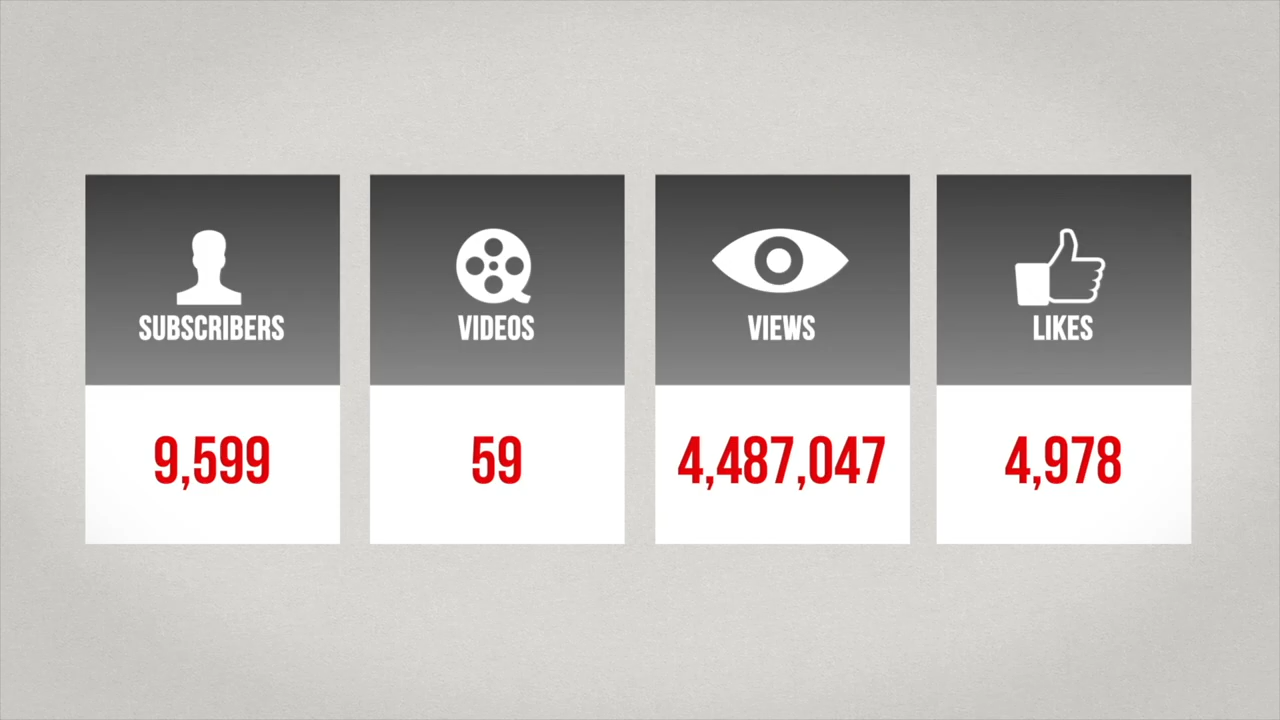 SUBSCRIBERS
VIDEOS
VIEWS
LIKES
9,599
59
4,487,047
4,978